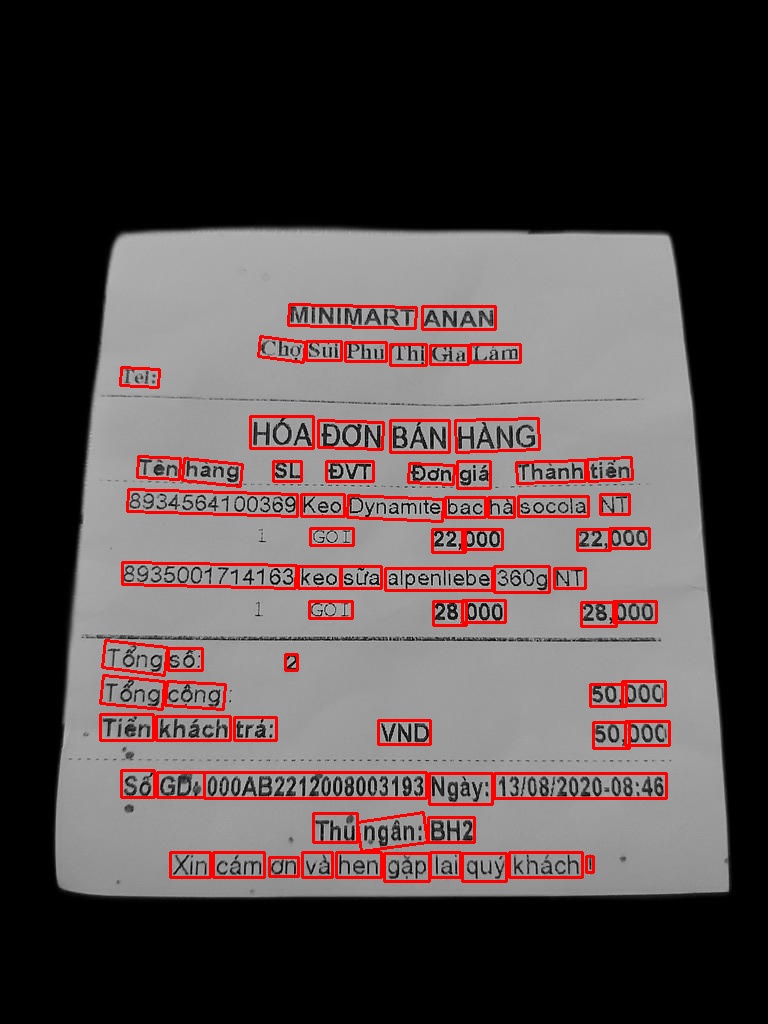 MINIMART ANAN
Chợ Sủi Phú Thị Gia Lâm
Tel:
HÓA ĐƠN BÁN HÀNG
Tên hàng SL ĐVT Đơn giá Thành tiền
8934564100369 Kẹo Dynamite bac hà socola NT
1 GOI 22,000 22,000
8935001714163 kẹo sữa alpenliebe 360g NT
1 GOI 28,000 28,000
Tổng số: 2
Tổng cộng: 50,000
Tiền khách trả: VND 50,000
Số GD: 000AB2212008003193 Ngày: 13/08/2020-08:46
Thu ngân: BH2
Xin cám ơn và hẹn gặp lại quý khách !